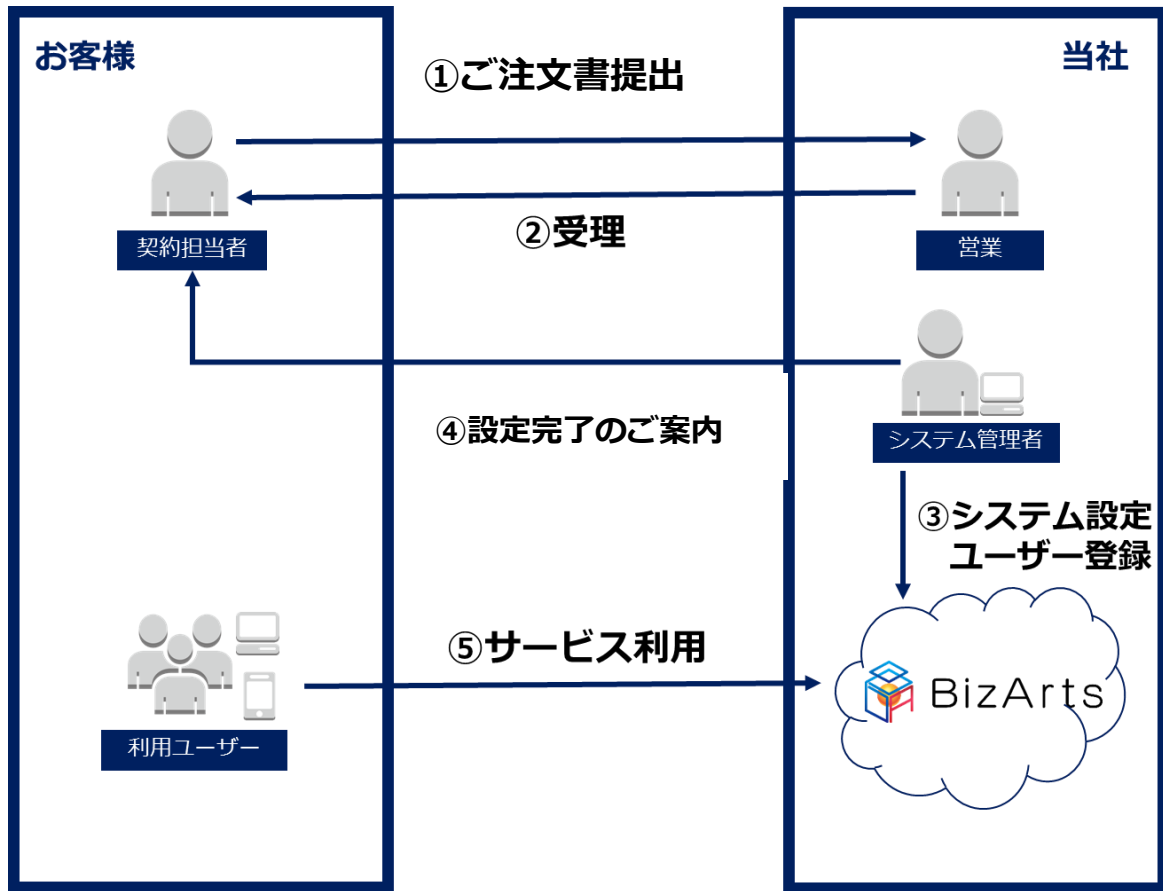 お客様
当社
①ご注文書提出
②受理
契約担当者
営業
④設定完了のご案内
システム管理者
③システム設定
ユーザー登録
⑤サービス利用
BizArts
利用ユーザー